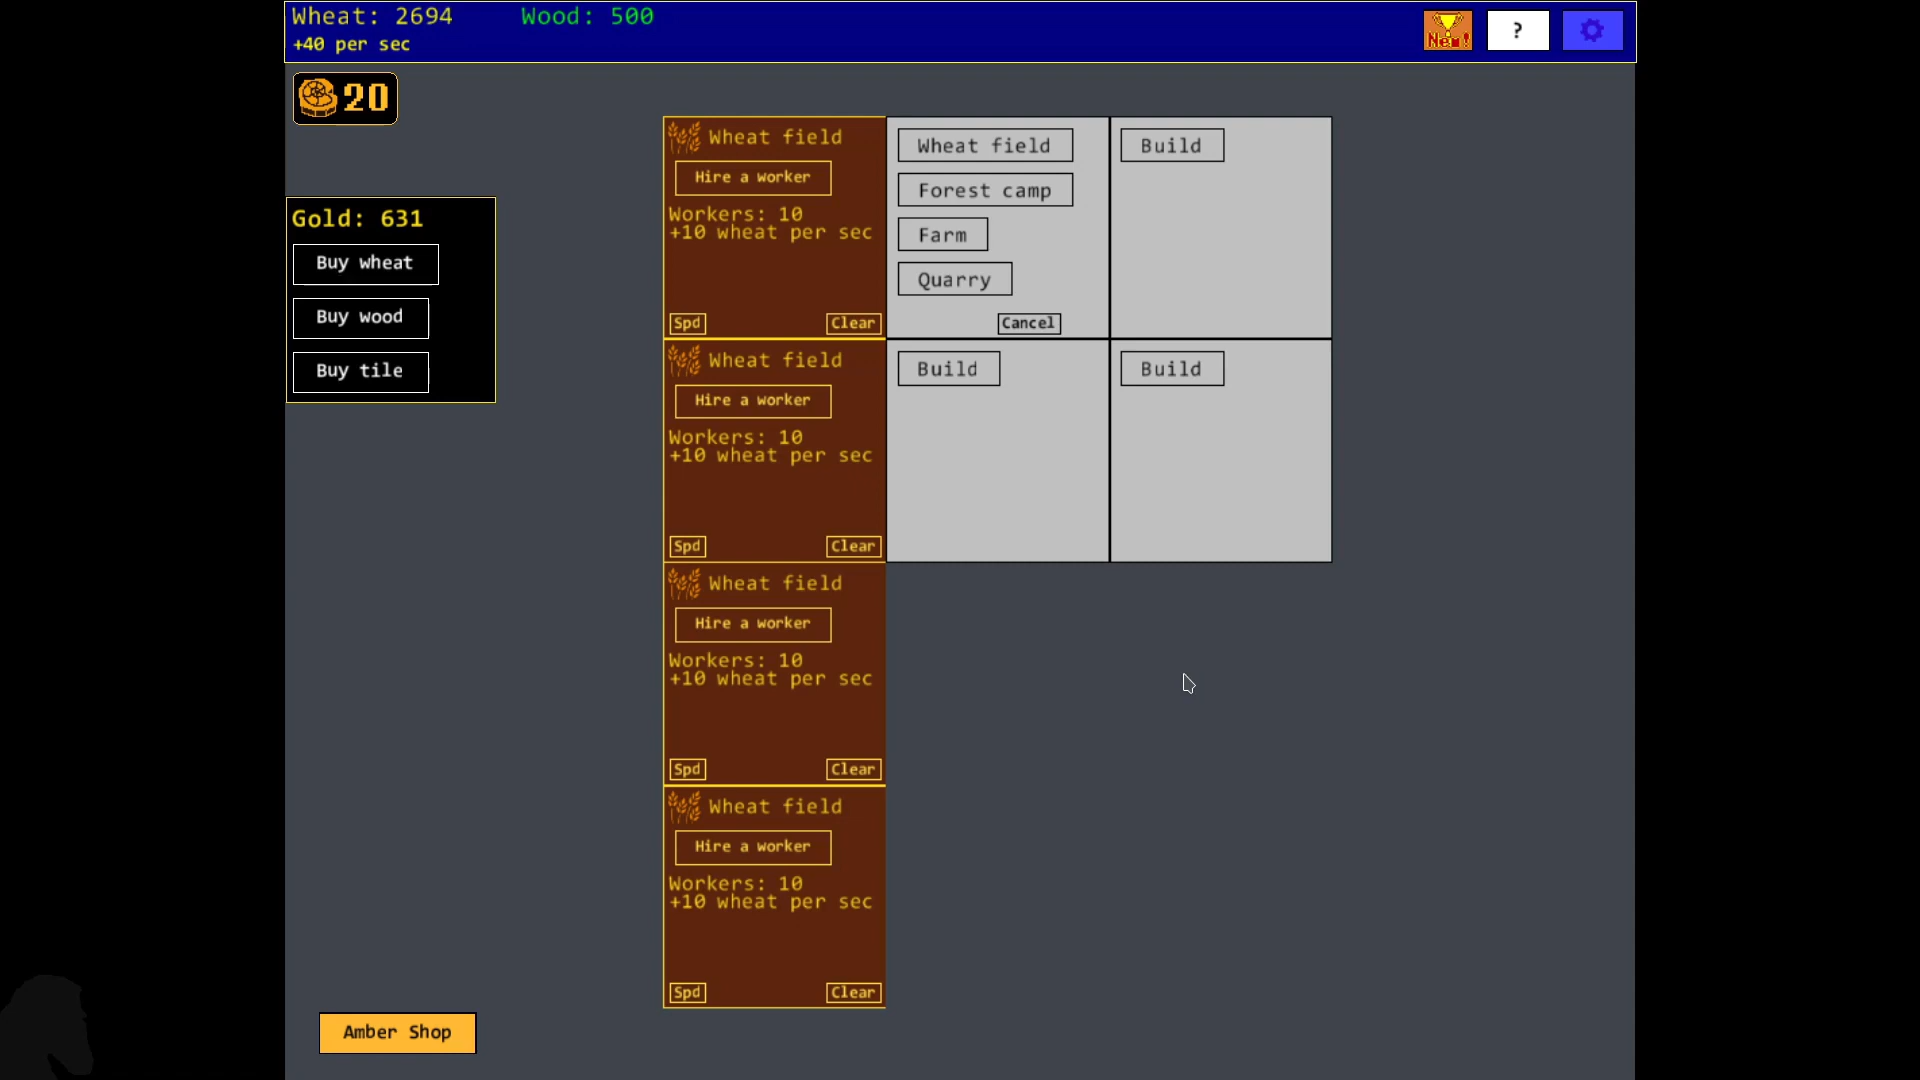 Wheat: 2694
Wood: 500
+40 per sec
New!
?
20
Gold: 631
Buy wheat
Buy wood
Buy tile
Wheat field
Hire a worker
Workers: 10
+10 wheat per sec
Spd
Clear
Wheat field
Forest camp
Farm
Quarry
Cancel
Build
Wheat field
Hire a worker
Workers: 10
+10 wheat per sec
Spd
Clear
Build
Build
Wheat field
Hire a worker
Workers: 10
+10 wheat per sec
Spd
Clear
Wheat field
Hire a worker
Workers: 10
+10 wheat per sec
Spd
Clear
Amber Shop